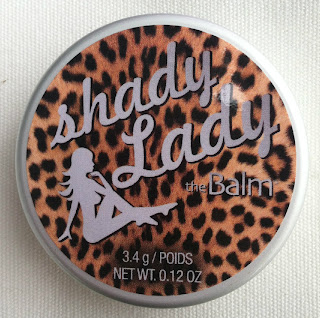 shady
Lady
theBalm
3.4 g / POIDS
NET WT. 0.12 OZ